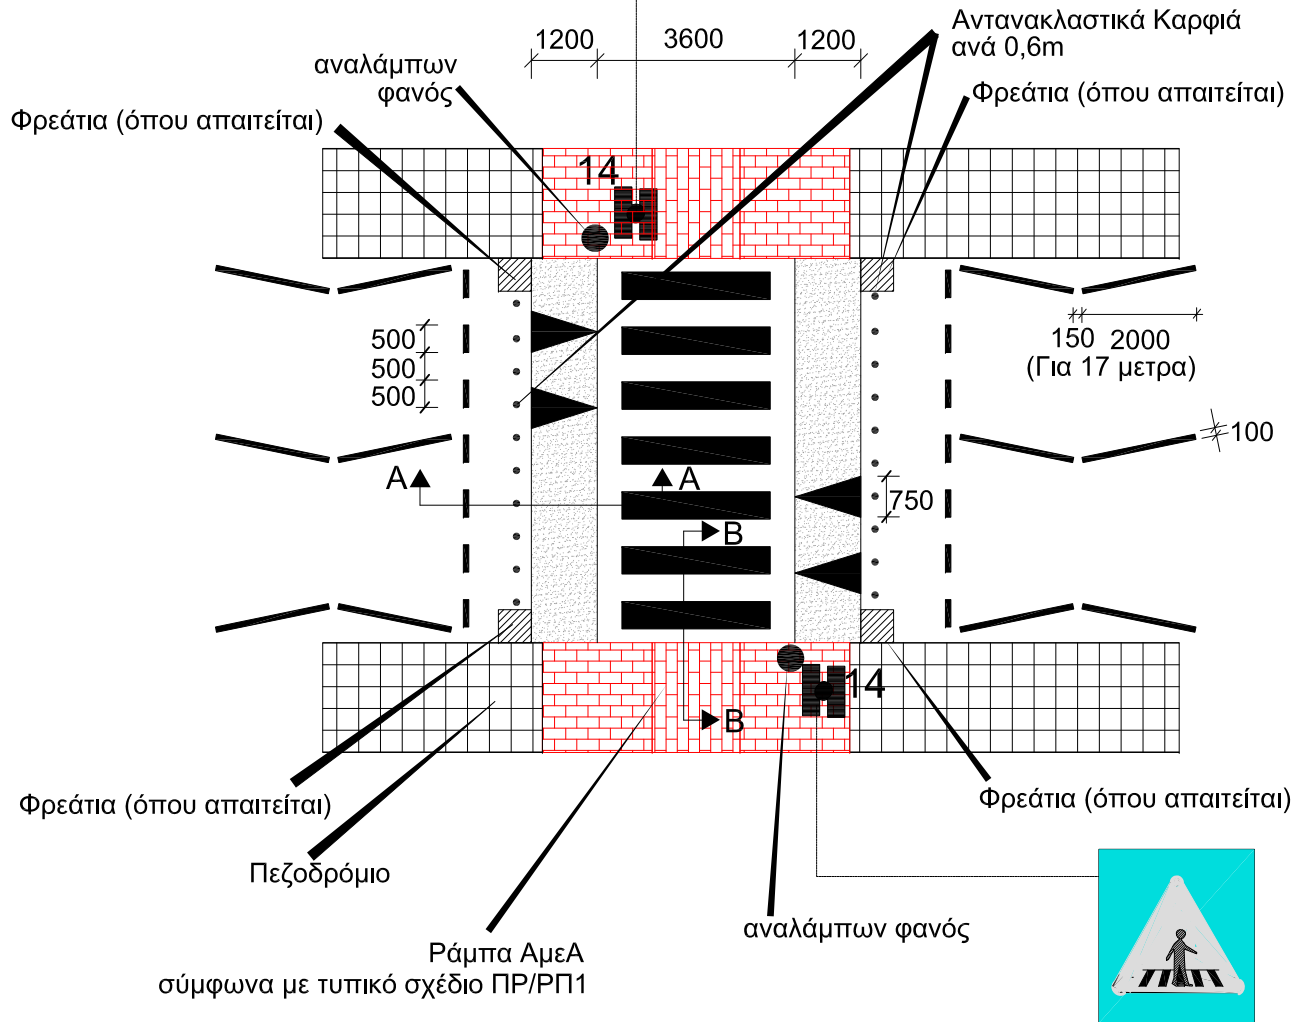 Αντανακλαστικά Καρφιά
ανά 0,6m
1200
3600
1200
αναλάμπων
φανός
Φρεάτια (όπου απαιτείται)
Φρεάτια (όπου απαιτείται)
14
500
500
500
150 2000
(Για 17 μετρα)
100
A
A
750
B
B
14
Φρεάτια (όπου απαιτείται)
Φρεάτια (όπου απαιτείται)
Πεζοδρόμιο
αναλάμπων φανός
Ράμπα ΑμεΑ
σύμφωνα με τυπικό σχέδιο ΠΡ/ΡΠ1